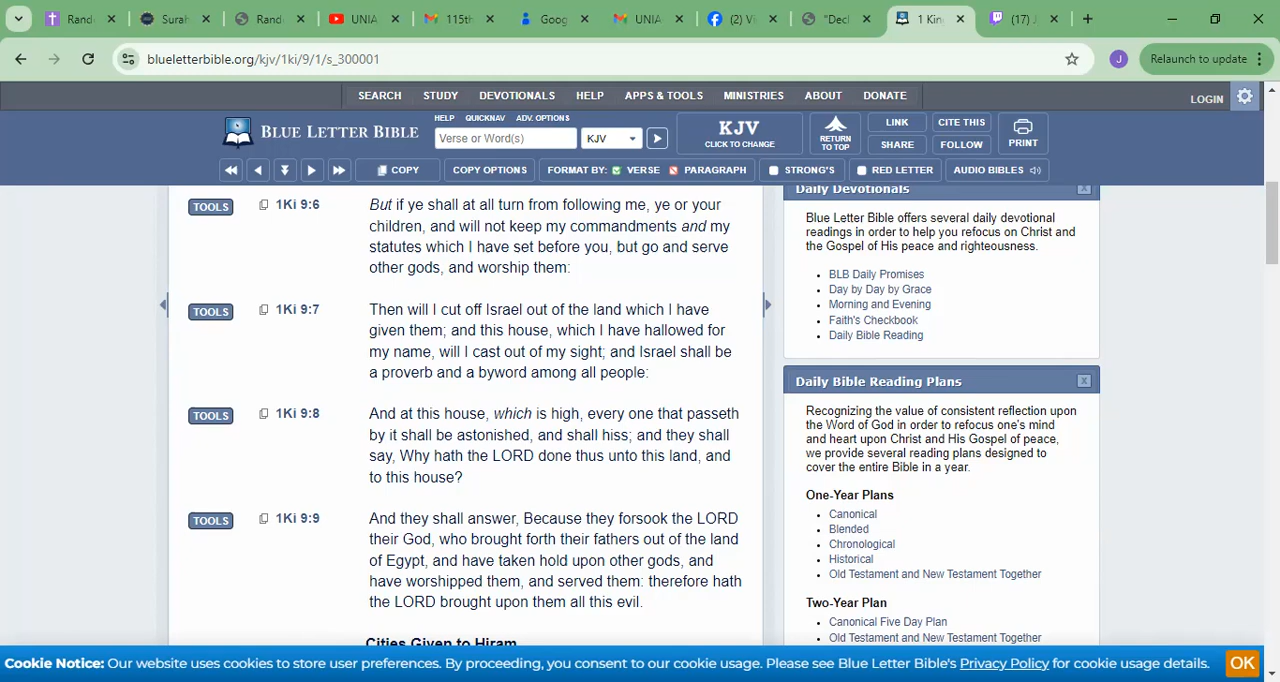 Rand
Surah
Rand
UNIA
115th
Goog
UNIA
(2) Vi
"Decl
1 Kin
(17) J
blueletterbible.org/kjv/1ki/9/1/s_300001
J
Relaunch to update
SEARCH STUDY DEVOTIONALS HELP APPS & TOOLS MINISTRIES ABOUT DONATE
LOGIN
BLUE LETTER BIBLE
HELP QUICKNAV ADV. OPTIONS
Verse or Word(s)
KJV
KJV
CLICK TO CHANGE
RETURN
TO TOP
LINK
CITE THIS
SHARE
FOLLOW
PRINT
COPY
COPY OPTIONS
FORMAT BY: VERSE PARAGRAPH
STRONG'S
RED LETTER
AUDIO BIBLES
TOOLS
1Ki 9:6
But if ye shall at all turn from following me, ye or your
children, and will not keep my commandments and my
statutes which I have set before you, but go and serve
other gods, and worship them:
TOOLS
1Ki 9:7
Then will I cut off Israel out of the land which I have
given them; and this house, which I have hallowed for
my name, will I cast out of my sight; and Israel shall be
a proverb and a byword among all people:
TOOLS
1Ki 9:8
And at this house, which is high, every one that passeth
by it shall be astonished, and shall hiss; and they shall
say, Why hath the LORD done thus unto this land, and
to this house?
TOOLS
1Ki 9:9
And they shall answer, Because they forsook the LORD
their God, who brought forth their fathers out of the land
of Egypt, and have taken hold upon other gods, and
have worshipped them, and served them: therefore hath
the LORD brought upon them all this evil.
Cities Given to Hiram
Daily Devotionals
x
Blue Letter Bible offers several daily devotional
readings in order to help you refocus on Christ and
the Gospel of His peace and righteousness.
BLB Daily Promises
Day by Day by Grace
Morning and Evening
Faith's Checkbook
Daily Bible Reading
Daily Bible Reading Plans
x
Recognizing the value of consistent reflection upon
the Word of God in order to refocus one's mind
and heart upon Christ and His Gospel of peace,
we provide several reading plans designed to
cover the entire Bible in a year.
One-Year Plans
Canonical
Blended
Chronological
Historical
Old Testament and New Testament Together
Two-Year Plan
Canonical Five Day Plan
Old Testament and New Testament Together
Cookie Notice: Our website uses cookies to store user preferences. By proceeding, you consent to our cookie usage. Please see Blue Letter Bible's Privacy Policy for cookie usage details.
OK